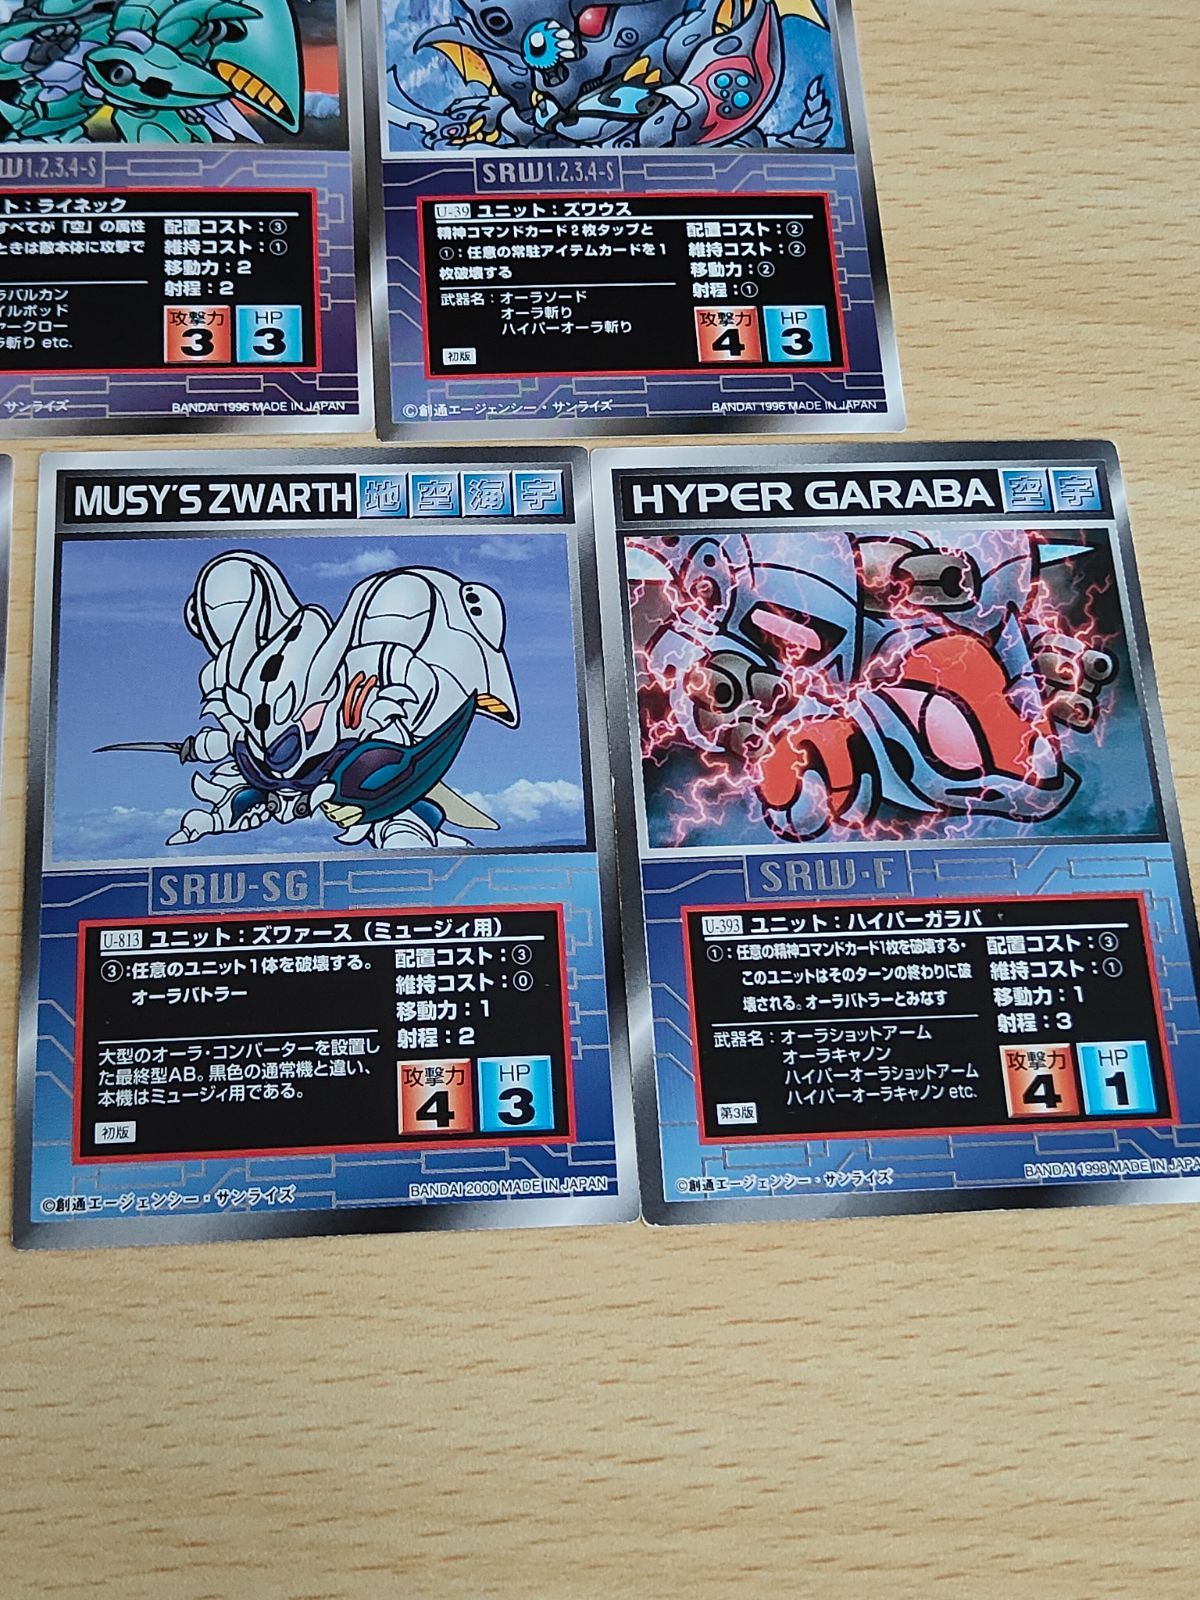 SRW1.2.3.4-S
ト：ライネック
すべてが「空」の属性
ときは敵本体に攻撃で
配置コスト：③
維持コスト：①
移動力：2
射程：2
ラバルカン
イルポッド
ァークロー
ラ斬り etc.
攻撃力
3
HP
3
サンライズ
BANDAI 1996 MADE IN JAPAN
SRW1.2.3.4-S
U-39 ユニット：ズワウス
精神コマンドカード2枚タップと
①：任意の常駐アイテムカードを1
枚破壊する
武器名：オーラソード
オーラ斬り
ハイパーオーラ斬り
配置コスト：②
維持コスト：②
移動力：②
射程：①
攻撃力
4
HP
3
初版
©創通エージェンシー・サンライズ
BANDAI 1996 MADE IN JAPAN
MUSY'S ZWARTH 地 空 海 宇
SRW-SG
U-813 ユニット：ズワァース（ミュージィ用）
③：任意のユニット1体を破壊する。
オーラバトラー
配置コスト：③
維持コスト：⓪
移動力：1
射程：2
大型のオーラ・コンバーターを設置し
た最終型AB。黒色の通常機と違い、
本機はミュージィ用である。
攻撃力
4
HP
3
初版
©創通エージェンシー・サンライズ
BANDAI 2000 MADE IN JAPAN
HYPER GARABA 空 宇
SRW・F
U-393 ユニット：ハイパーガラバ
①：任意の精神コマンドカード1枚を破壊する・
このユニットはそのターンの終わりに破
壊される。オーラバトラーとみなす
配置コスト：③
維持コスト：①
移動力：1
射程：3
武器名：オーラショットアーム
オーラキャノン
ハイパーオーラショットアーム
ハイパーオーラキャノン etc.
攻撃力
4
HP
1
第3版
©創通エージェンシー・サンライズ
BANDAI 1998 MADE IN JAPAN